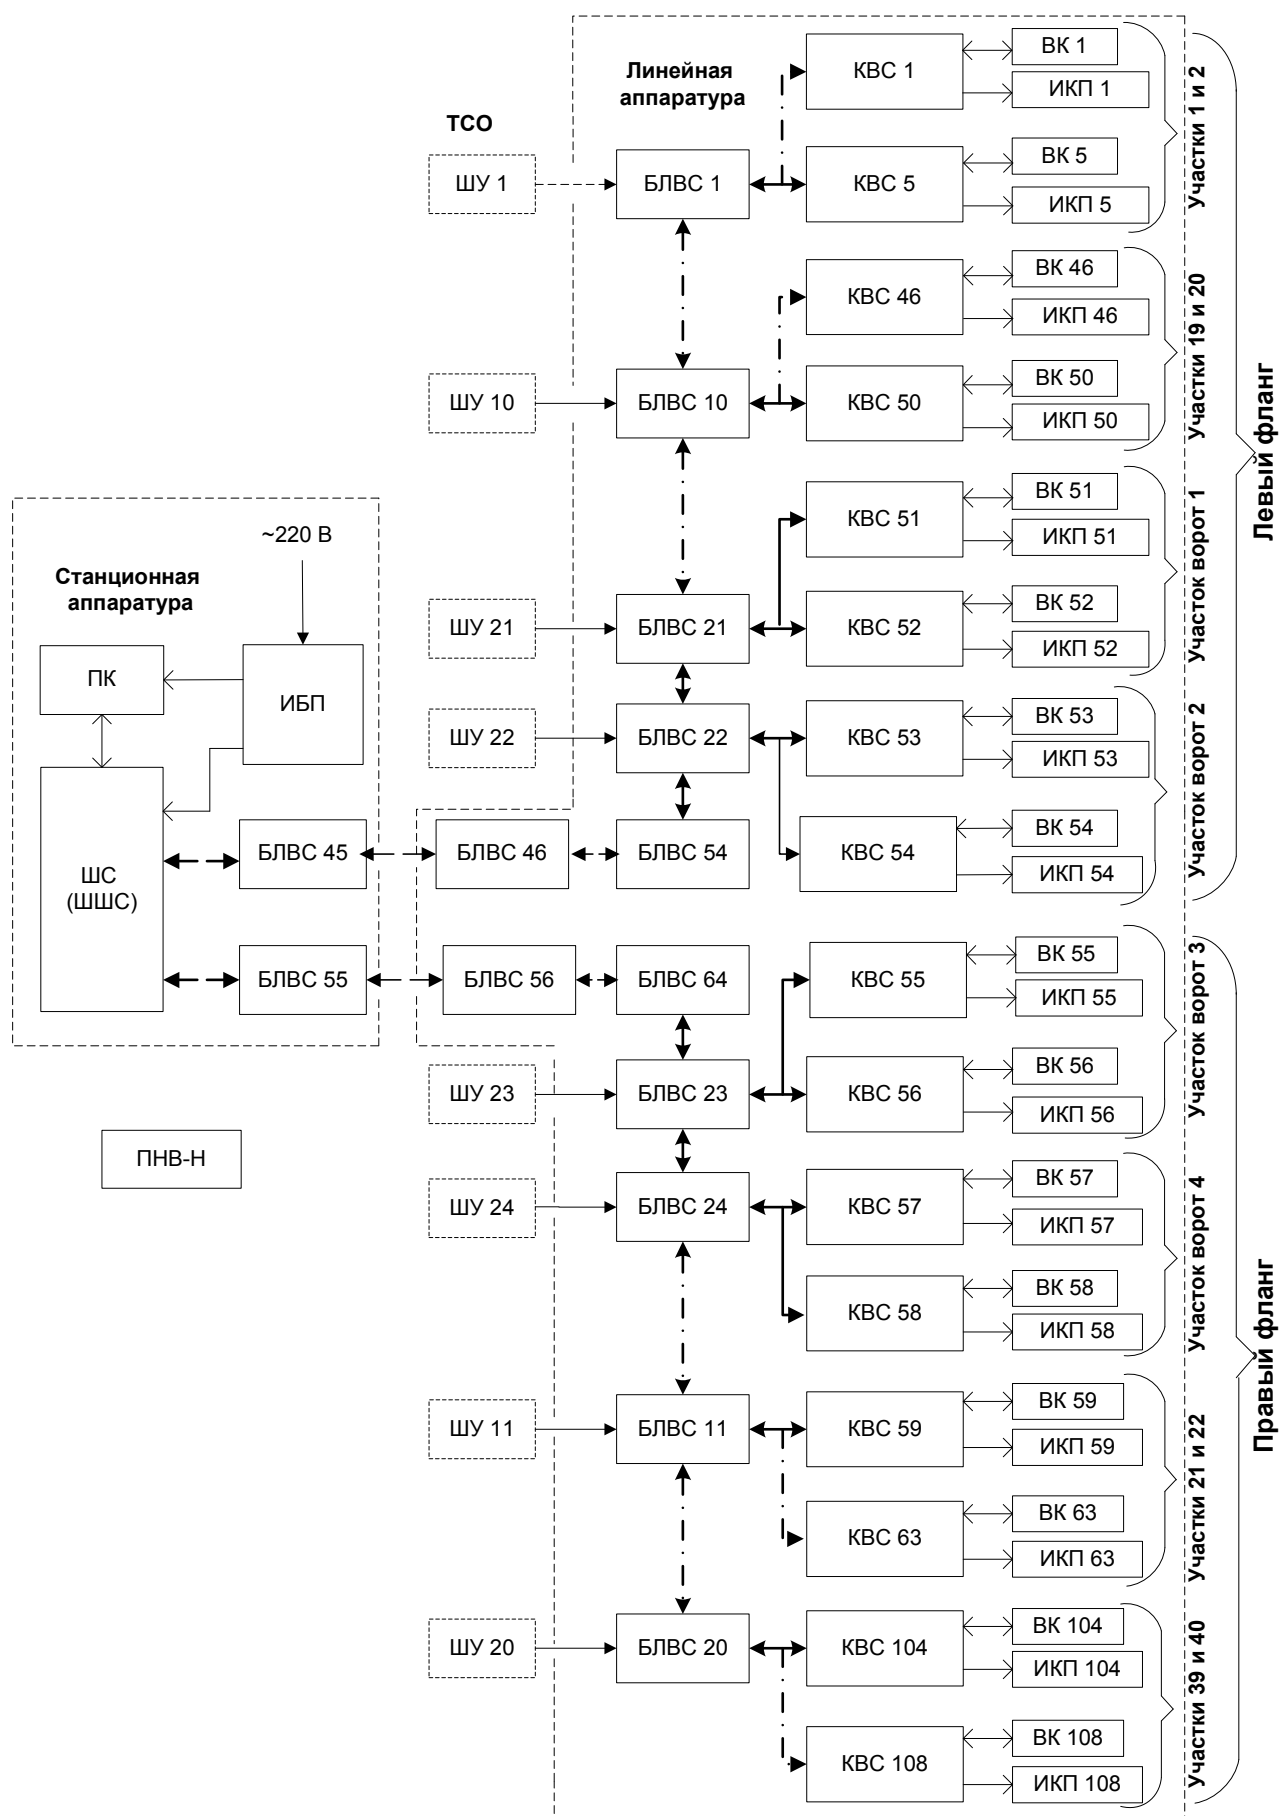 Линейная
аппаратура
ТСО
КВС 1
ВК 1
ИКП 1
ШУ 1
БЛВС 1
КВС 5
ВК 5
ИКП 5
Участки 1 и 2
КВС 46
ВК 46
ИКП 46
ШУ 10
БЛВС 10
КВС 50
ВК 50
ИКП 50
Участки 19 и 20
Левый фланг
КВС 51
ВК 51
ИКП 51
ШУ 21
БЛВС 21
КВС 52
ВК 52
ИКП 52
Участок ворот 1
~220 В
Станционная
аппаратура
ПК
ИБП
ШУ 22
БЛВС 22
КВС 53
ВК 53
ИКП 53
Участок ворот 2
ШС
(ШШС)
БЛВС 45
БЛВС 46
БЛВС 54
КВС 54
ВК 54
ИКП 54
БЛВС 55
БЛВС 56
БЛВС 64
КВС 55
ВК 55
ИКП 55
Участок ворот 3
ШУ 23
БЛВС 23
КВС 56
ВК 56
ИКП 56
ПНВ-Н
ШУ 24
БЛВС 24
КВС 57
ВК 57
ИКП 57
Участок ворот 4
КВС 58
ВК 58
ИКП 58
Правый фланг
ШУ 11
БЛВС 11
КВС 59
ВК 59
ИКП 59
Участки 21 и 22
КВС 63
ВК 63
ИКП 63
ШУ 20
БЛВС 20
КВС 104
ВК 104
ИКП 104
Участки 39 и 40
КВС 108
ВК 108
ИКП 108